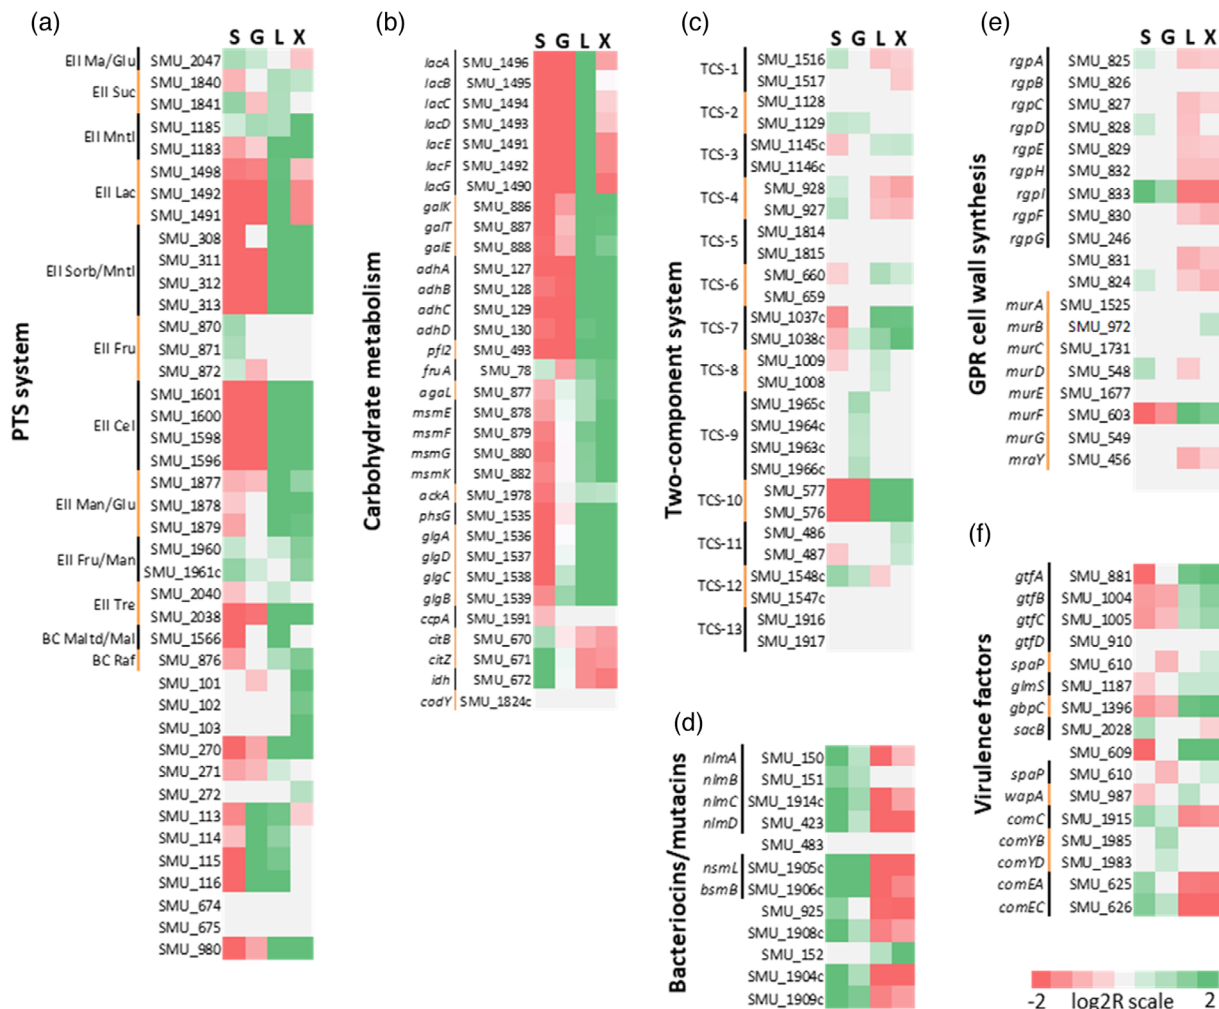 (a)
S G L X
PTS system
EII Ma/Glu SMU_2047
EII Suc SMU_1840
SMU_1841
EII Mntl SMU_1185
SMU_1183
EII Lac SMU_1498
SMU_1492
SMU_1491
EII Sorb/Mntl SMU_308
SMU_311
SMU_312
SMU_313
EII Fru SMU_870
SMU_871
SMU_872
EII Cel SMU_1601
SMU_1600
SMU_1598
SMU_1596
EII Man/Glu SMU_1877
SMU_1878
SMU_1879
EII Fru/Man SMU_1960
SMU_1961c
EII Tre SMU_2040
SMU_2038
BC Maltd/Mal SMU_1566
BC Raf SMU_876
SMU_101
SMU_102
SMU_103
SMU_270
SMU_271
SMU_272
SMU_113
SMU_114
SMU_115
SMU_116
SMU_674
SMU_675
SMU_980
(b)
S G L X
Carbohydrate metabolism
lacA SMU_1496
lacB SMU_1495
lacC SMU_1494
lacD SMU_1493
lacE SMU_1491
lacF SMU_1492
lacG SMU_1490
galK SMU_886
galT SMU_887
galE SMU_888
adhA SMU_127
adhB SMU_128
adhC SMU_129
adhD SMU_130
pfl2 SMU_493
fruA SMU_78
agaL SMU_877
msmE SMU_878
msmF SMU_879
msmG SMU_880
msmK SMU_882
ackA SMU_1978
phsG SMU_1535
glgA SMU_1536
glgD SMU_1537
glgC SMU_1538
glgB SMU_1539
ccpA SMU_1591
citB SMU_670
citZ SMU_671
idh SMU_672
codY SMU_1824c
(c)
S G L X
Two-component system
TCS-1 SMU_1516
SMU_1517
TCS-2 SMU_1128
SMU_1129
TCS-3 SMU_1145c
SMU_1146c
TCS-4 SMU_928
SMU_927
TCS-5 SMU_1814
SMU_1815
TCS-6 SMU_660
SMU_659
TCS-7 SMU_1037c
SMU_1038c
TCS-8 SMU_1009
SMU_1008
TCS-9 SMU_1965c
SMU_1964c
SMU_1963c
SMU_1966c
TCS-10 SMU_577
SMU_576
TCS-11 SMU_486
SMU_487
TCS-12 SMU_1548c
SMU_1547c
TCS-13 SMU_1916
SMU_1917
(d)
Bacteriocins/mutacins
nlmA SMU_150
nlmB SMU_151
nlmC SMU_1914c
nlmD SMU_423
SMU_483
nsmL SMU_1905c
bsmB SMU_1906c
SMU_925
SMU_1908c
SMU_152
SMU_1904c
SMU_1909c
(e)
S G L X
GPR cell wall synthesis
rgpA SMU_825
rgpB SMU_826
rgpC SMU_827
rgpD SMU_828
rgpE SMU_829
rgpH SMU_832
rgpI SMU_833
rgpF SMU_830
rgpG SMU_246
SMU_831
SMU_824
murA SMU_1525
murB SMU_972
murC SMU_1731
murD SMU_548
murE SMU_1677
murF SMU_603
murG SMU_549
mraY SMU_456
(f)
Virulence factors
gtfA SMU_881
gtfB SMU_1004
gtfC SMU_1005
gtfD SMU_910
spaP SMU_610
glmS SMU_1187
gbpC SMU_1396
sacB SMU_2028
SMU_609
spaP SMU_610
wapA SMU_987
comC SMU_1915
comYB SMU_1985
comYD SMU_1983
comEA SMU_625
comEC SMU_626
-2 log2R scale 2